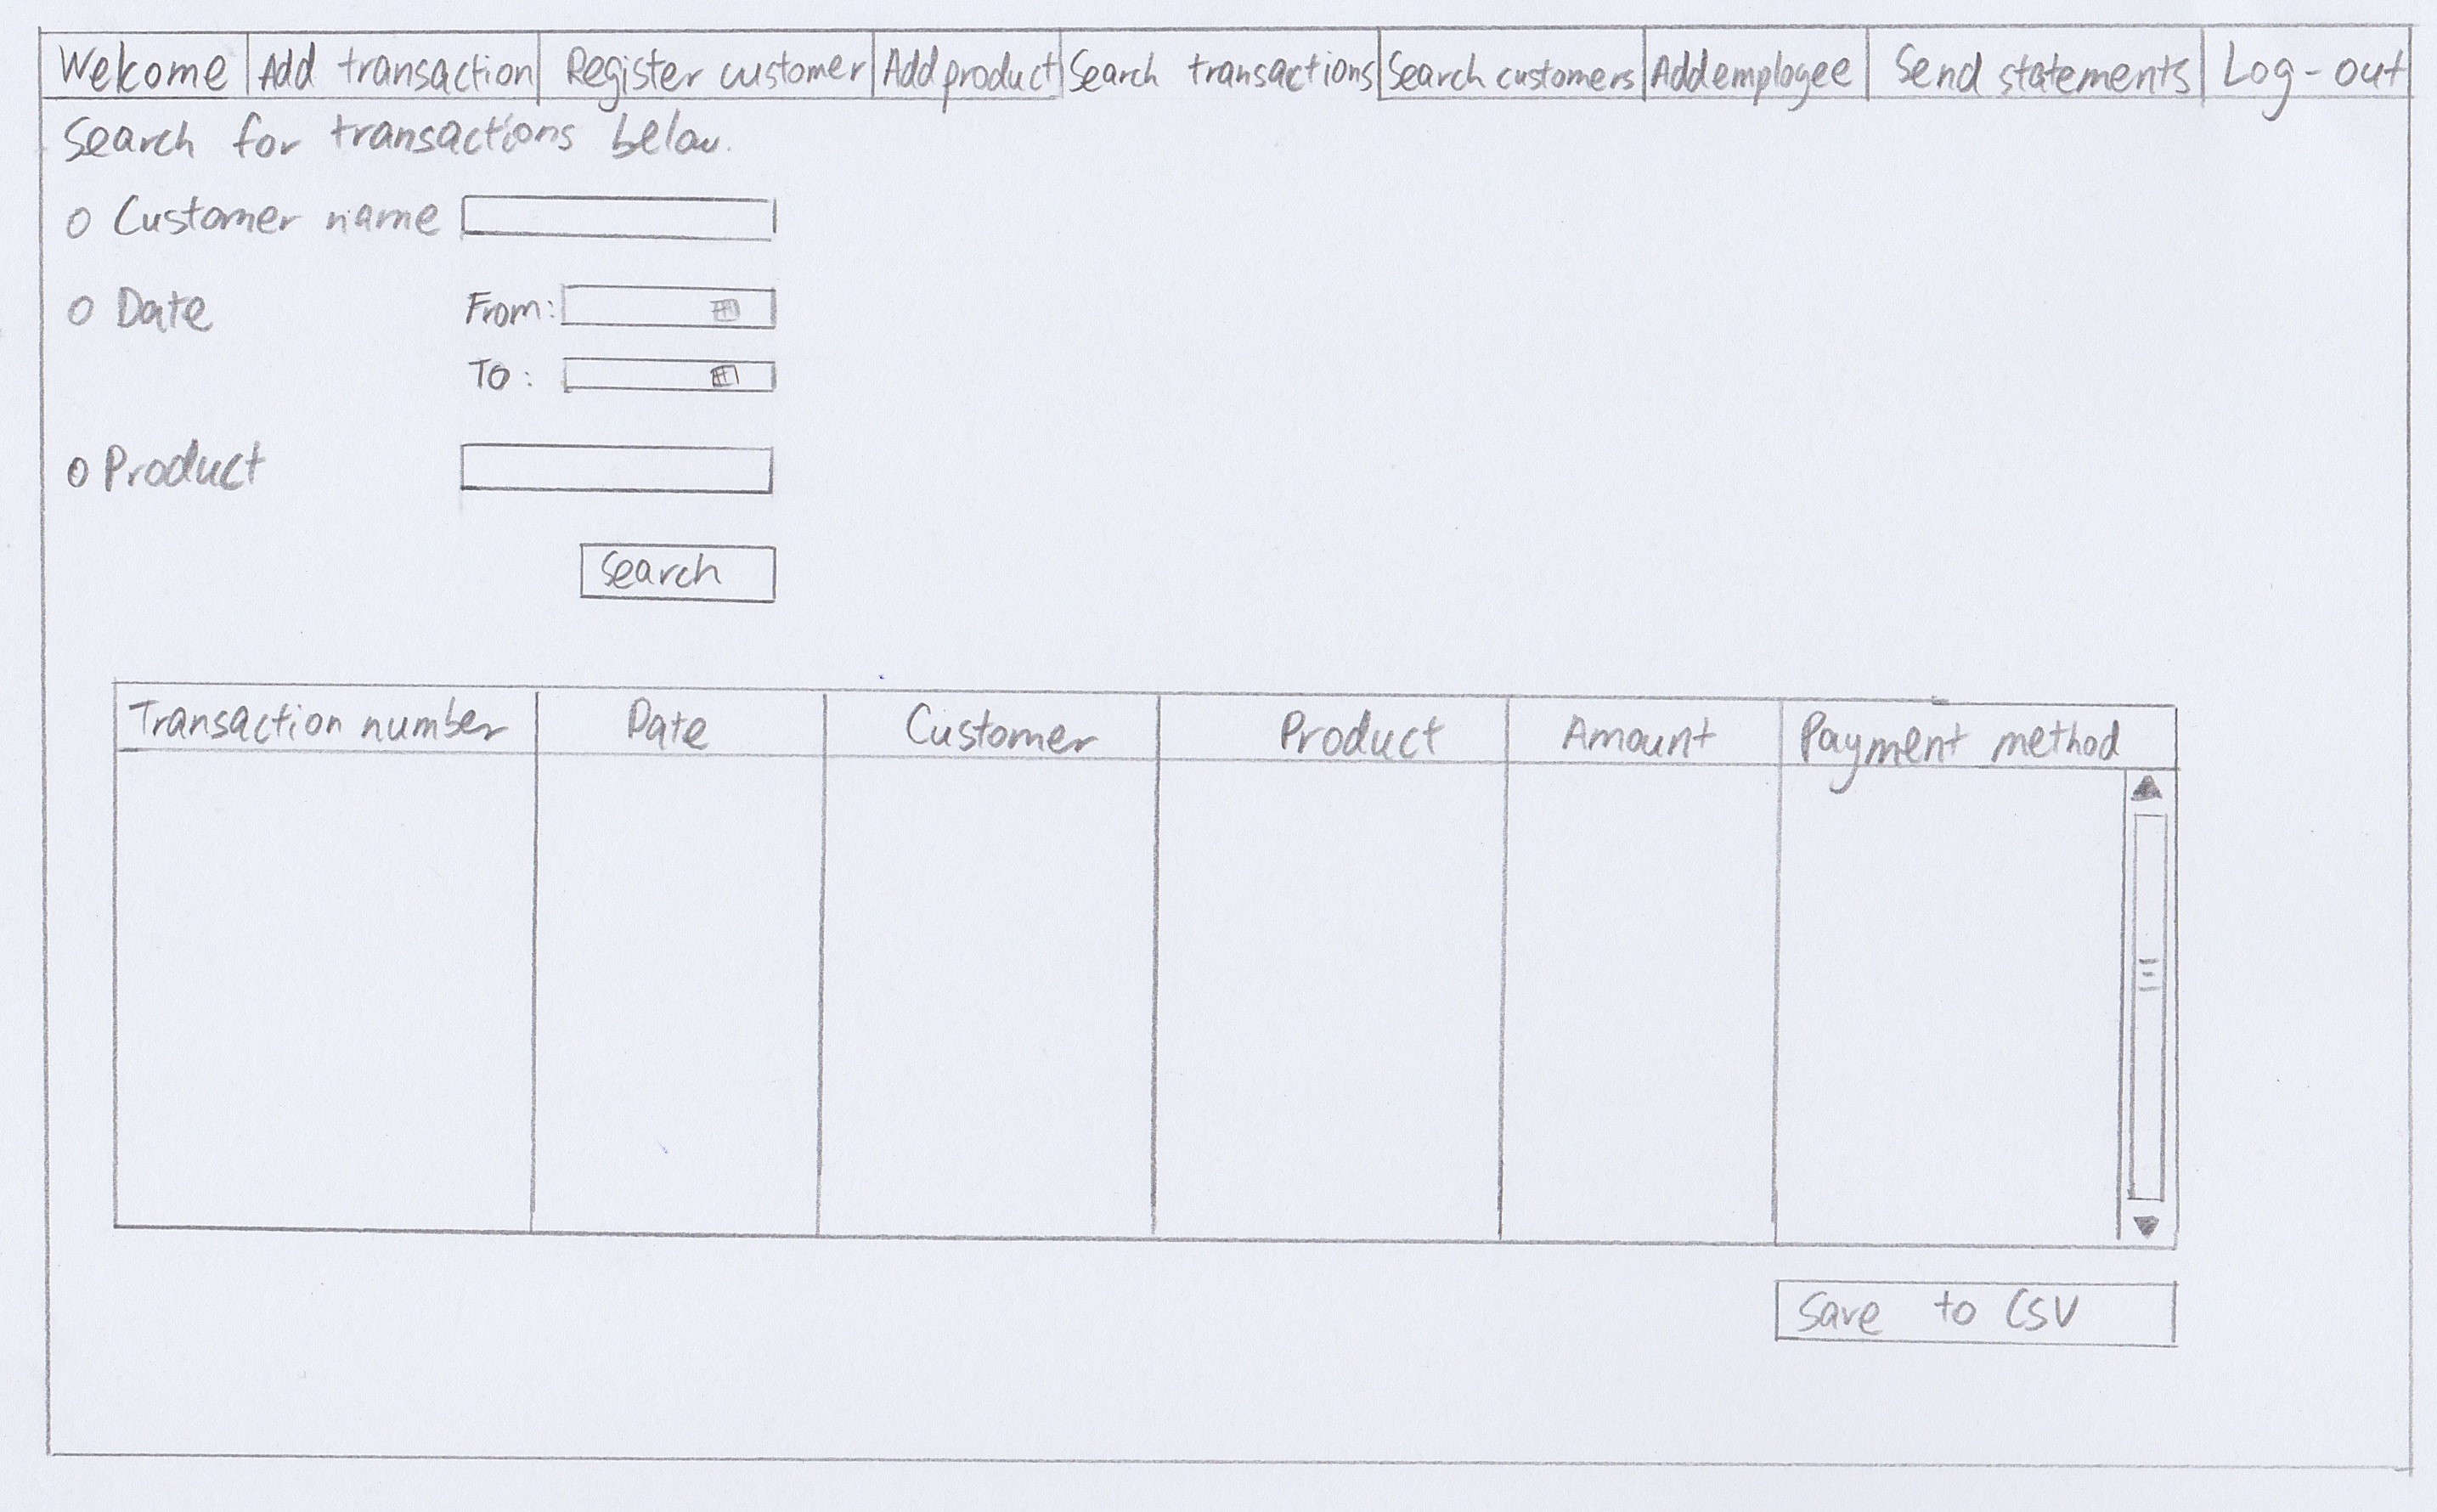 Welcome Add transaction Register customer Add product Search transactions Search customers Add employee Send statements Log-out
Search for transactions below.
Customer name
Date From:
To:
Product
Search
Transaction number Date Customer Product Amount Payment method
Save to CSV